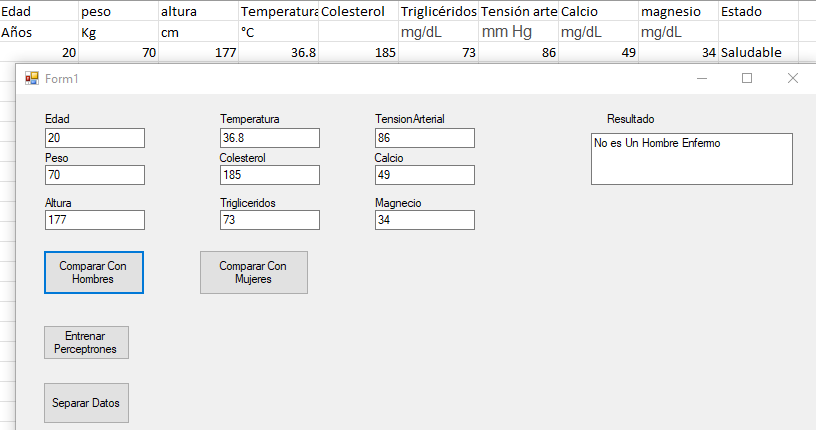 Edad peso altura Temperatura Colesterol Triglicéridos Tensión arte Calcio magnesio Estado
Años Kg cm °C mg/dL mm Hg mg/dL mg/dL
20 70 177 36.8 185 73 86 49 34 Saludable
Form1
Edad Temperatura TensionArterial Resultado
20 36.8 86 No es Un Hombre Enfermo
Peso Colesterol Calcio
70 185 49
Altura Trigliceridos Magnecio
177 73 34
Comparar Con Hombres Comparar Con Mujeres
Entrenar Perceptrones
Separar Datos